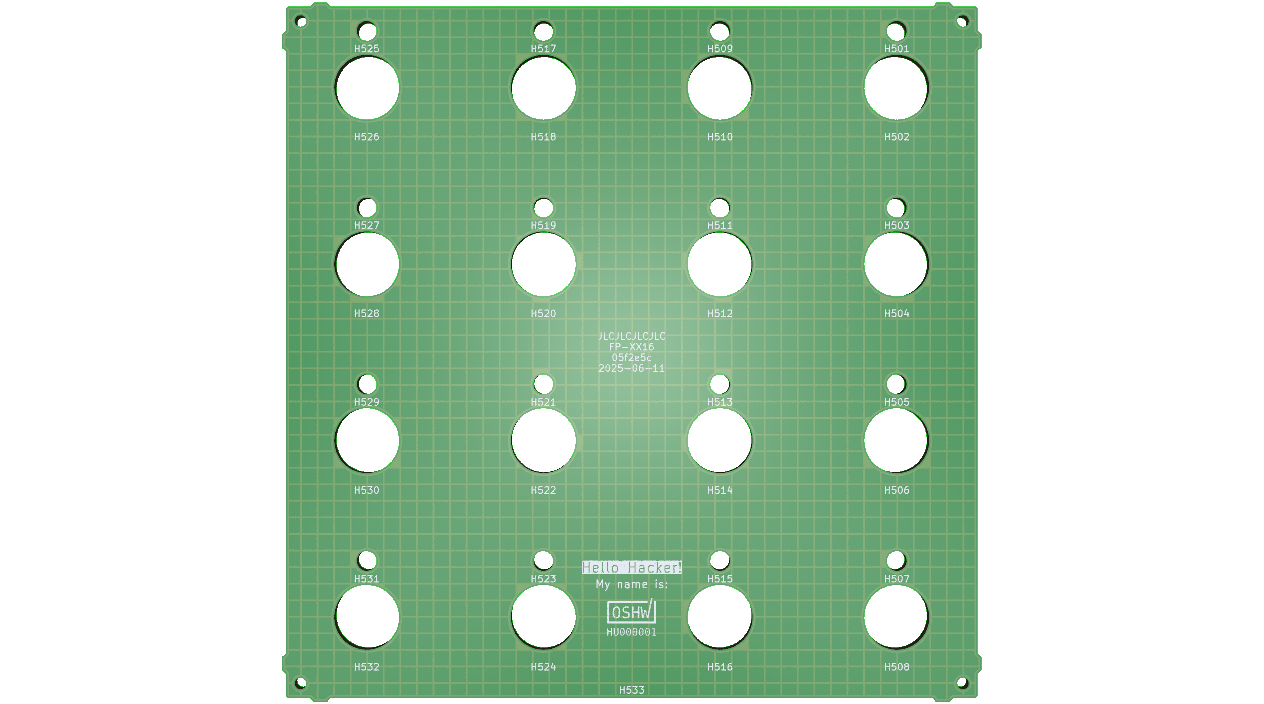 H525 H517 H509 H501
H526 H518 H510 H502
H527 H519 H511 H503
H528 H520 H512 H504
JLCJLCJLCJLC
FP-XX16
05f2e5c
2025-06-11
H529 H521 H513 H505
H530 H522 H514 H506
Hello Hacker!
H531 H523 H515 H507
My name is:
OSHW
HU000001
H532 H524 H516 H508
H533